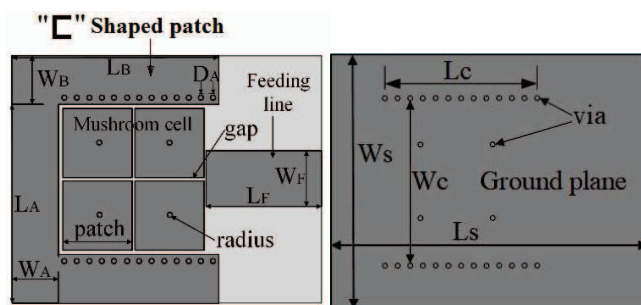 "⊏" Shaped patch
L_B
W_B
D_A
Feeding
line
Mushroom cell
gap
W_F
L_A
L_F
patch
radius
W_A
Lc
via
Ws
Wc
Ground plane
Ls